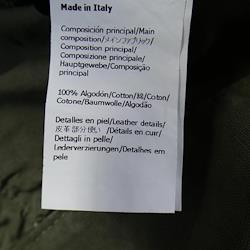 Made in Italy
Composición principal/Main
composition/メインファブリック/
Composition principal/
Composizione principale/
Hauptgewebe/Composição
principal
100% Algodón/Cotton/綿/Coton/
Cotone/Baumwolle/Algodão
Detalles en piel/Leather details/
皮革部分使い /Détails en cuir/
Dettagli in pelle/
Lederverzierungen/Detalhes em
pele